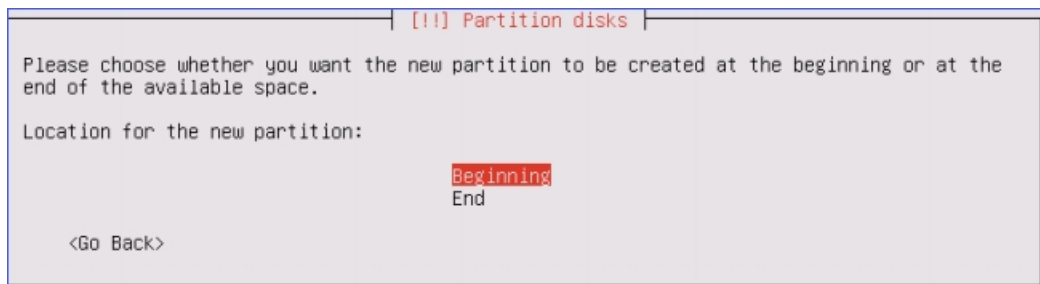 [!!] Partition disks
Please choose whether you want the new partition to be created at the beginning or at the
end of the available space.
Location for the new partition:
Beginning
End
<Go Back>